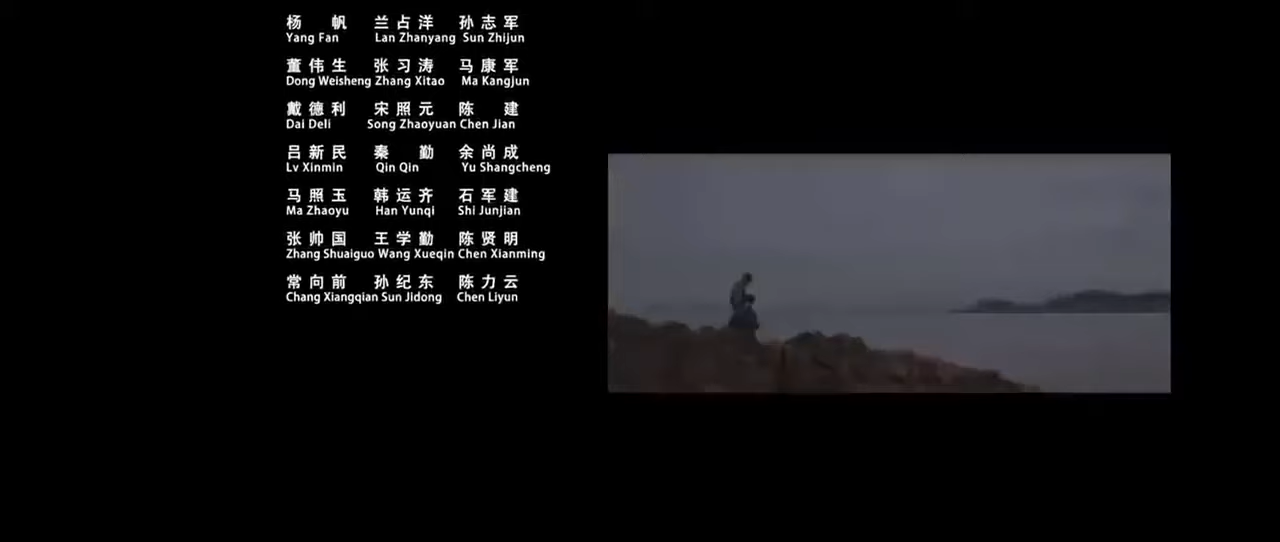 杨 帆 兰占洋 孙志军
Yang Fan Lan Zhanyang Sun Zhijun
董伟生 张习涛 马康军
Dong Weisheng Zhang Xitao Ma Kangjun
戴德利 宋照元 陈 建
Dai Deli Song Zhaoyuan Chen Jian
吕新民 秦 勤 余尚成
Lv Xinmin Qin Qin Yu Shangcheng
马照玉 韩运齐 石军建
Ma Zhaoyu Han Yunqi Shi Junjian
张帅国 王学勤 陈贤明
Zhang Shuaiguo Wang Xueqin Chen Xianming
常向前 孙纪东 陈力云
Chang Xiangqian Sun Jidong Chen Liyun